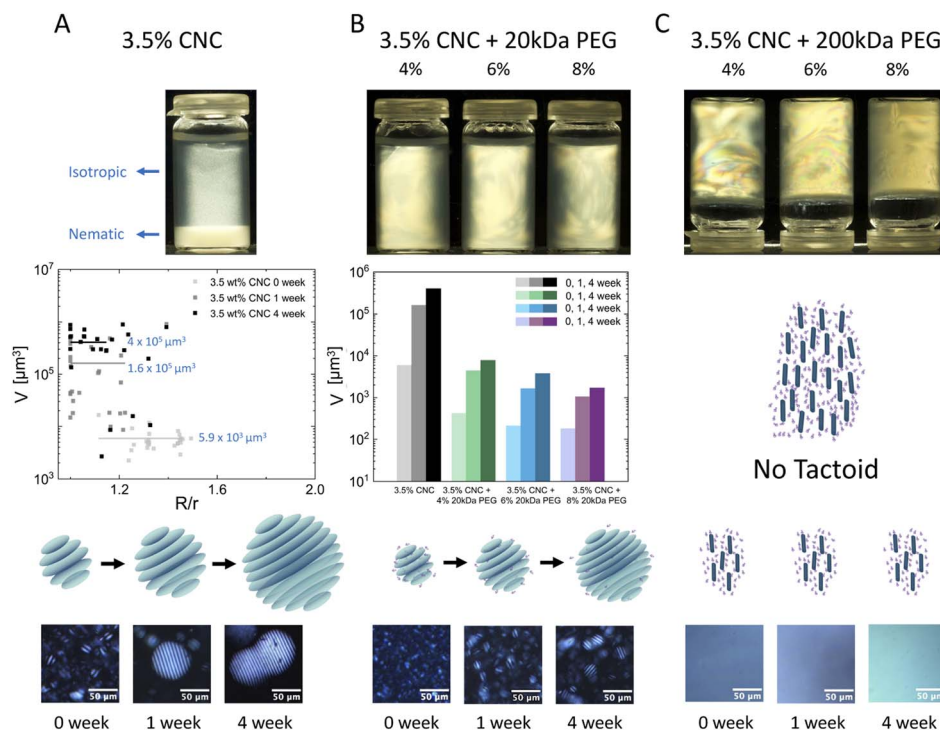 A
3.5% CNC
Isotropic
Nematic
10⁷
10⁵
10³
V [µm³]
3.5 wt% CNC 0 week
3.5 wt% CNC 1 week
3.5 wt% CNC 4 week
4 x 10⁵ µm³
1.6 x 10⁵ µm³
5.9 x 10³ µm³
1.2
1.6
2.0
R/r
50 µm
50 µm
50 µm
0 week
1 week
4 week
B
3.5% CNC + 20kDa PEG
4%
6%
8%
10⁶
10⁵
10⁴
10³
10²
10¹
V [µm³]
0, 1, 4 week
0, 1, 4 week
0, 1, 4 week
0, 1, 4 week
3.5% CNC
3.5% CNC +
4% 20kDa PEG
3.5% CNC +
6% 20kDa PEG
3.5% CNC +
8% 20kDa PEG
50 µm
50 µm
50 µm
0 week
1 week
4 week
C
3.5% CNC + 200kDa PEG
4%
6%
8%
No Tactoid
50 µm
50 µm
50 µm
0 week
1 week
4 week